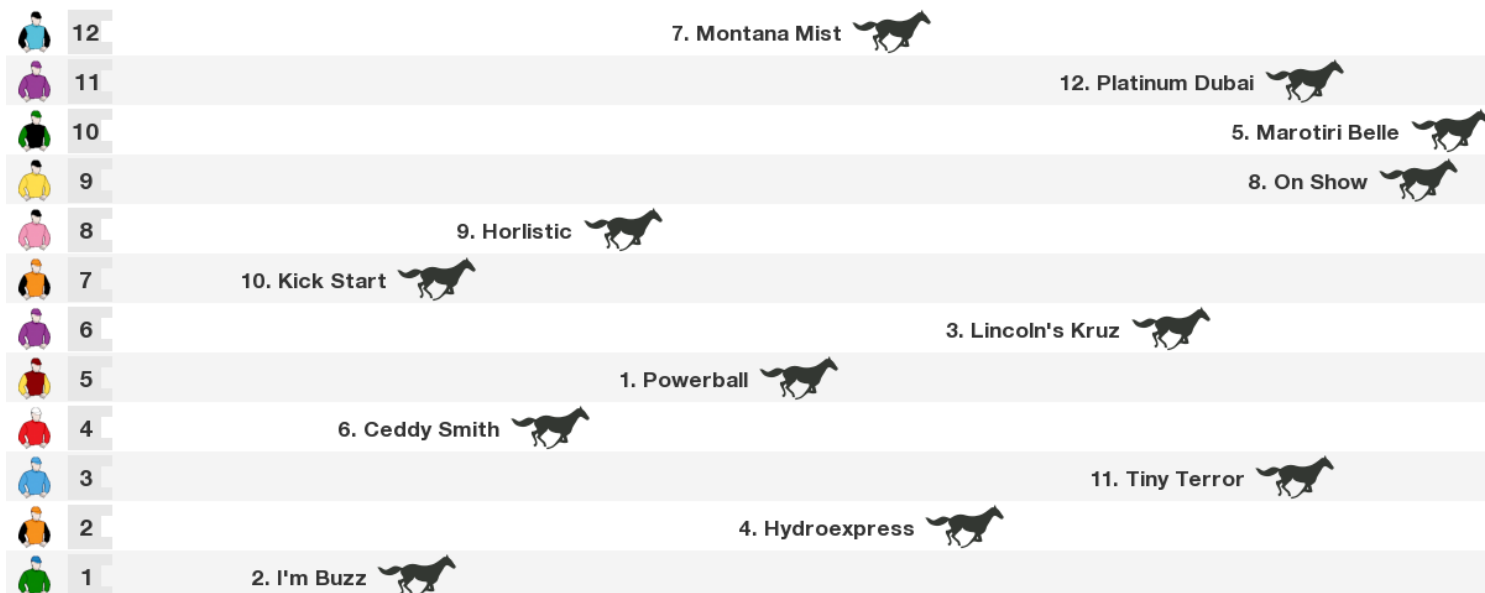 12 7. Montana Mist
11 12. Platinum Dubai
10 5. Marotiri Belle
9 8. On Show
8 9. Horlistic
7 10. Kick Start
6 3. Lincoln's Kruz
5 1. Powerball
4 6. Ceddy Smith
3 11. Tiny Terror
2 4. Hydroexpress
1 2. I'm Buzz